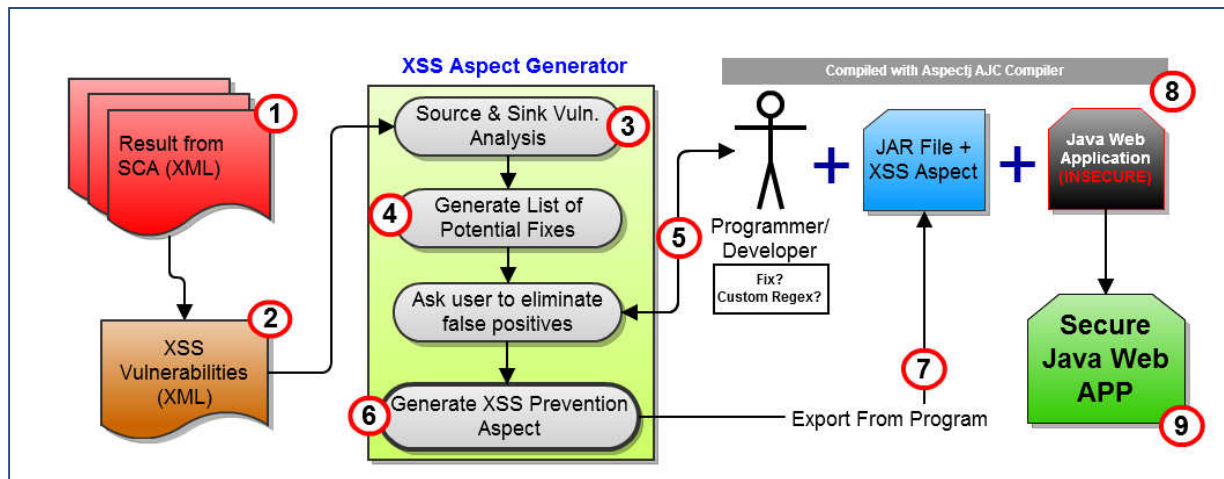 XSS Aspect Generator
Compiled with Aspectj AJC Compiler
1
Result from
SCA (XML)
2
XSS
Vulnerabilities
(XML)
Source & Sink Vuln.
Analysis
3
4
Generate List of
Potential Fixes
5
Ask user to eliminate
false positives
6
Generate XSS Prevention
Aspect
Programmer/
Developer
Fix?
Custom Regex?
+
JAR File +
XSS Aspect
+
8
Java Web
Application
(INSECURE)
7
Export From Program
Secure
Java Web
APP
9